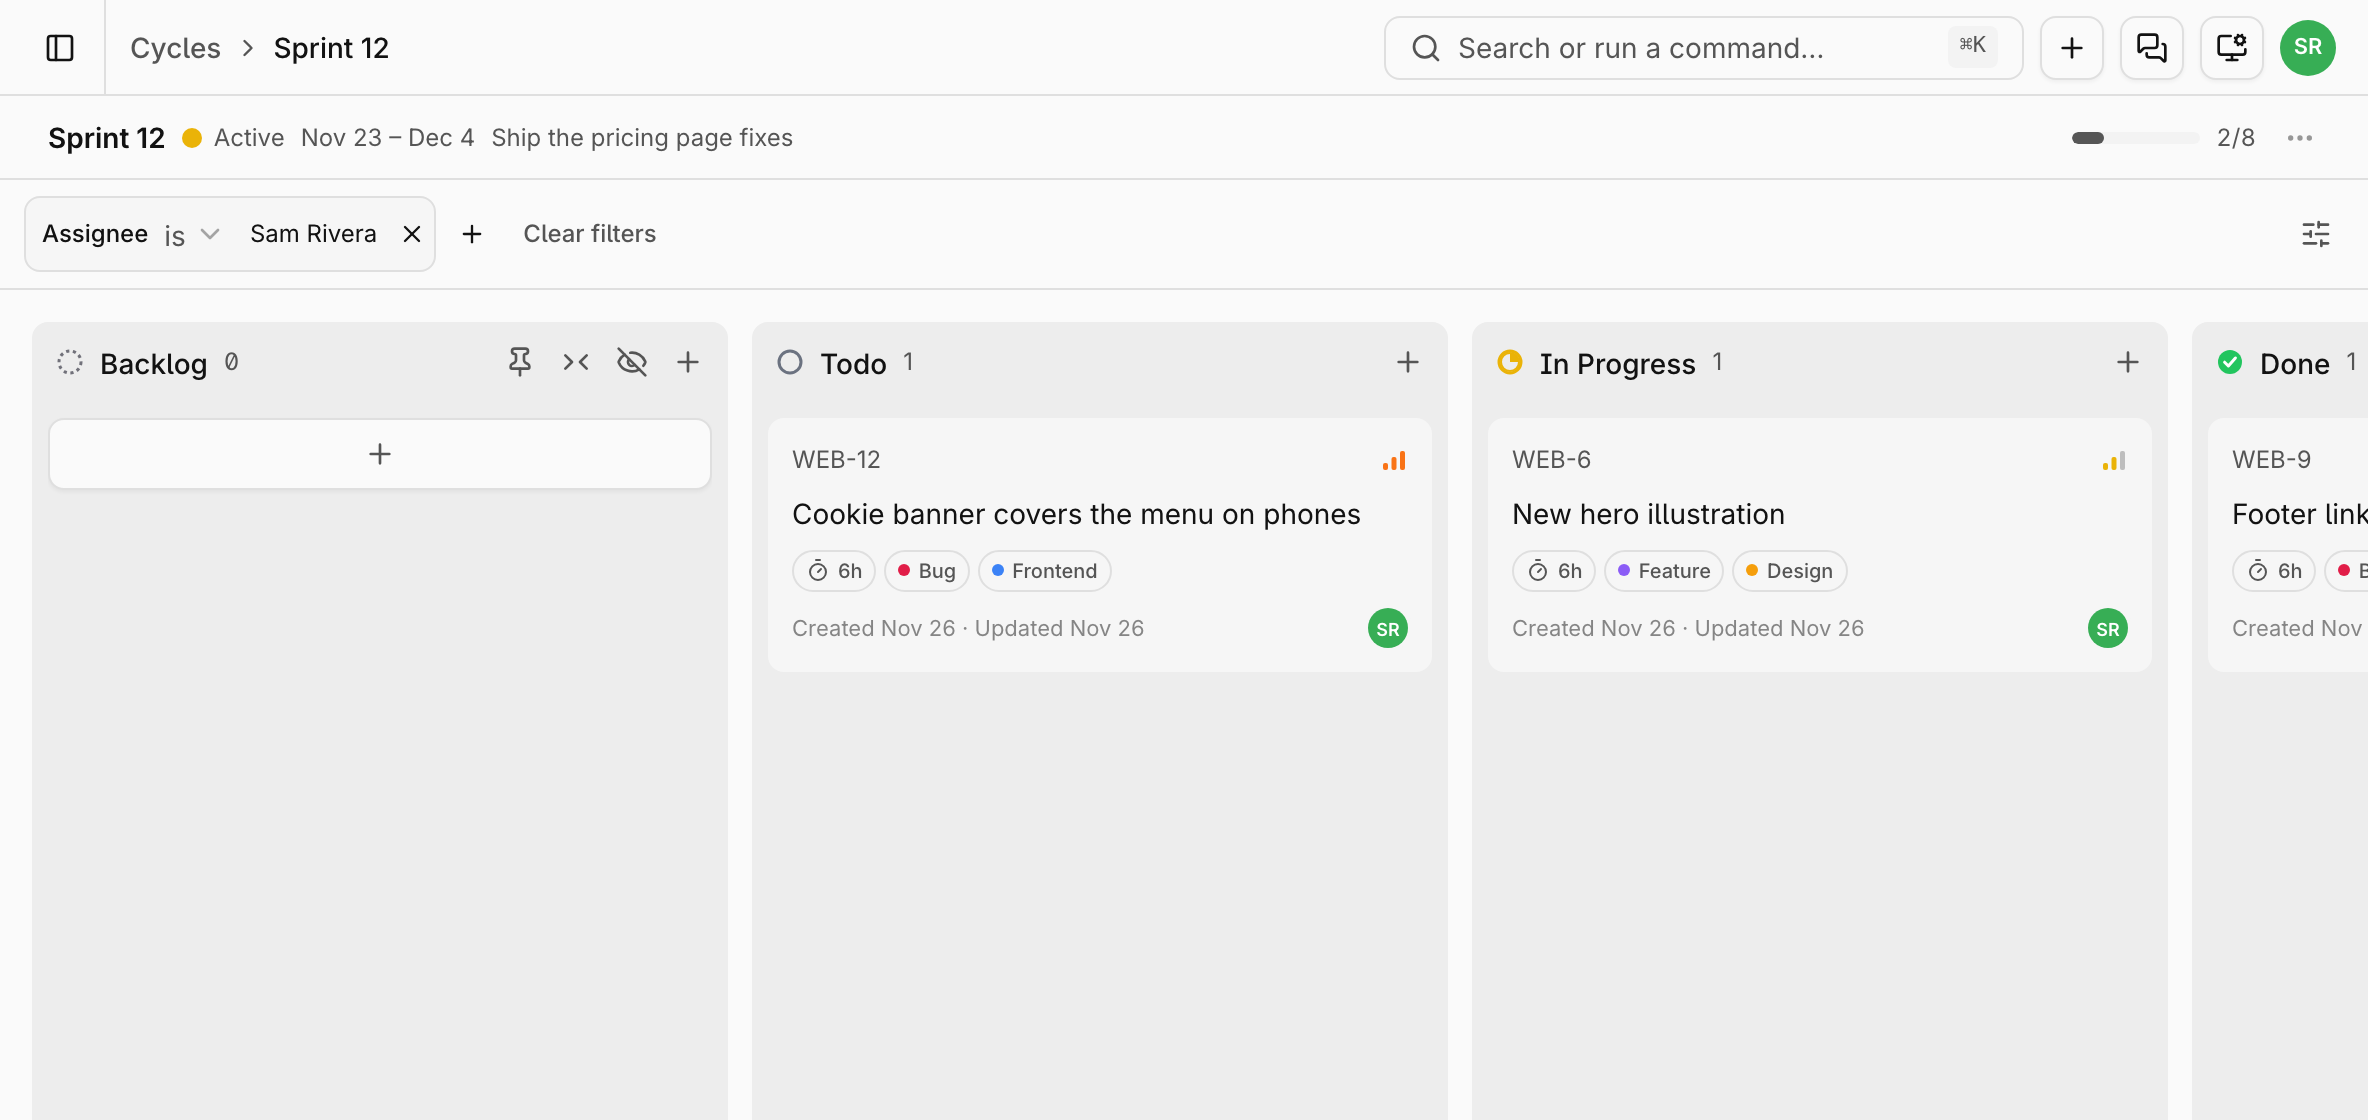 Cycles > Sprint 12
Search or run a command... ⌘K
SR
Sprint 12 Active Nov 23 – Dec 4 Ship the pricing page fixes
2/8
Assignee is Sam Rivera
Clear filters
Backlog 0
Todo 1
WEB-12
Cookie banner covers the menu on phones
6h Bug Frontend
Created Nov 26 · Updated Nov 26 SR
In Progress 1
WEB-6
New hero illustration
6h Feature Design
Created Nov 26 · Updated Nov 26 SR
Done 1
WEB-9
Footer link
6h B
Created Nov